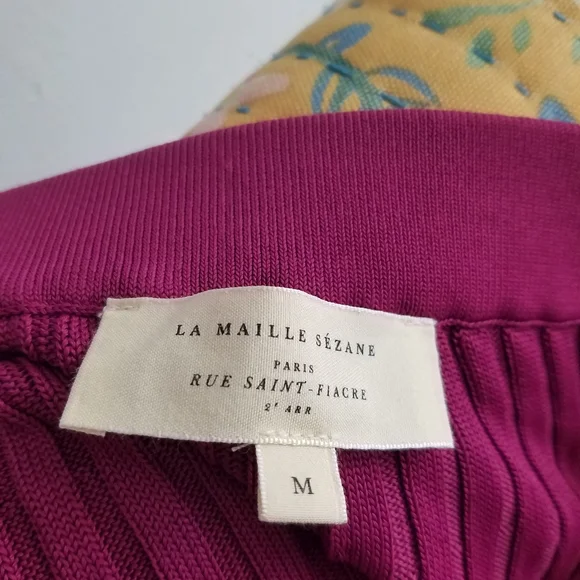 LA MAILLE SÉZANE
PARIS
RUE SAINT-FIACRE
2ᵉ ARR
M